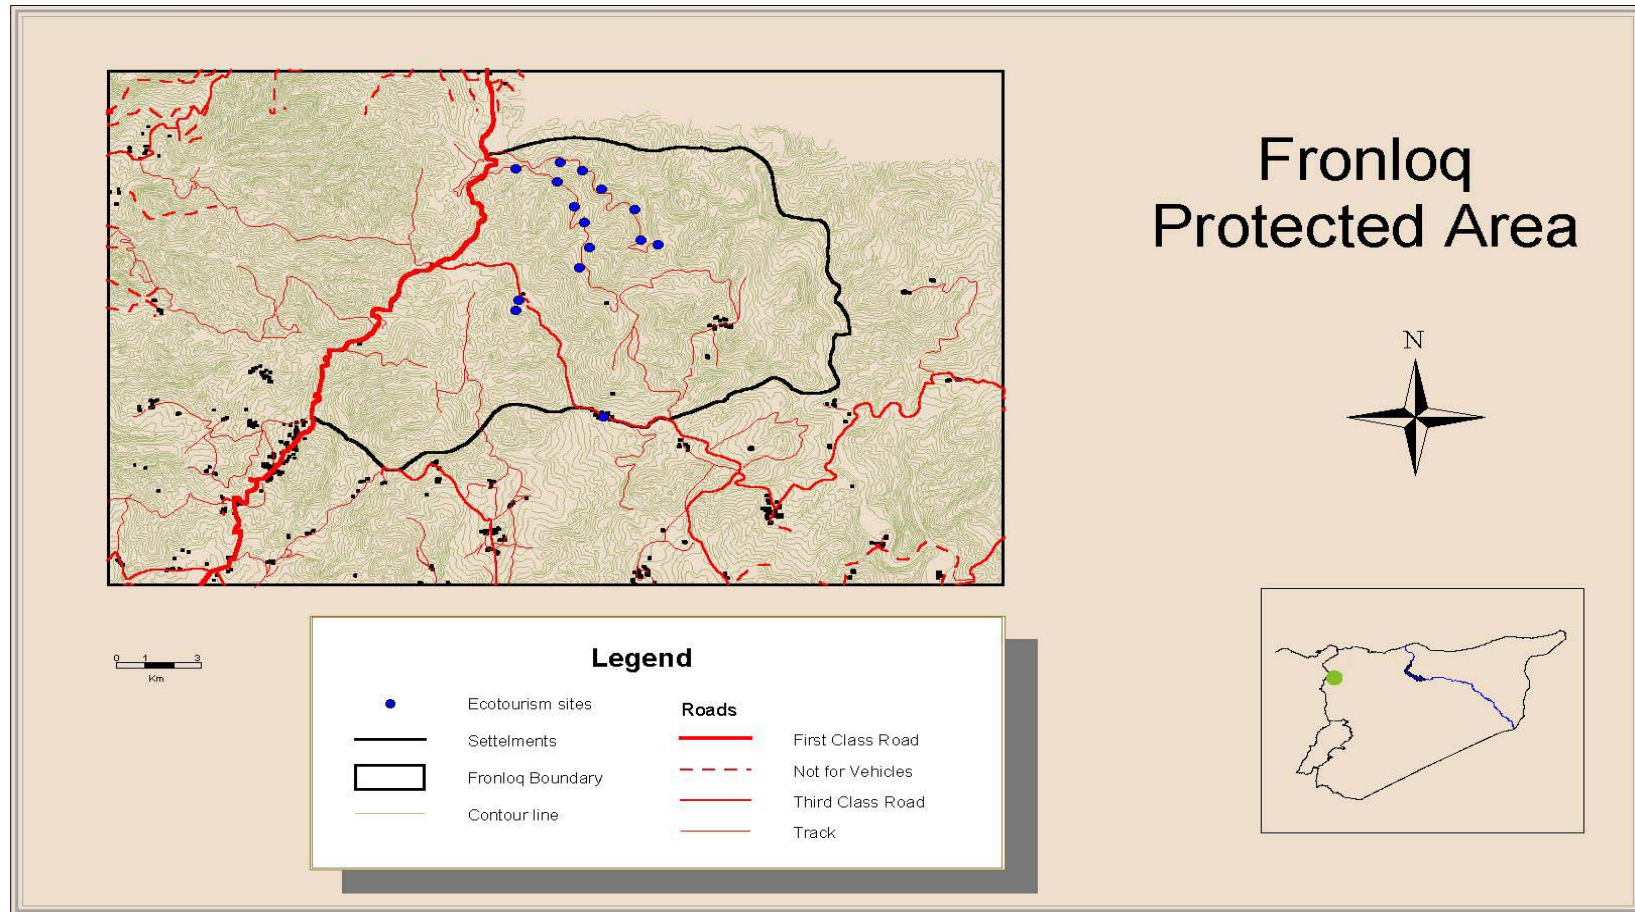 Fronloq
Protected Area
N
0 1 3
Km
Legend
Ecotourism sites
Settelments
Fronloq Boundary
Contour line
Roads
First Class Road
Not for Vehicles
Third Class Road
Track